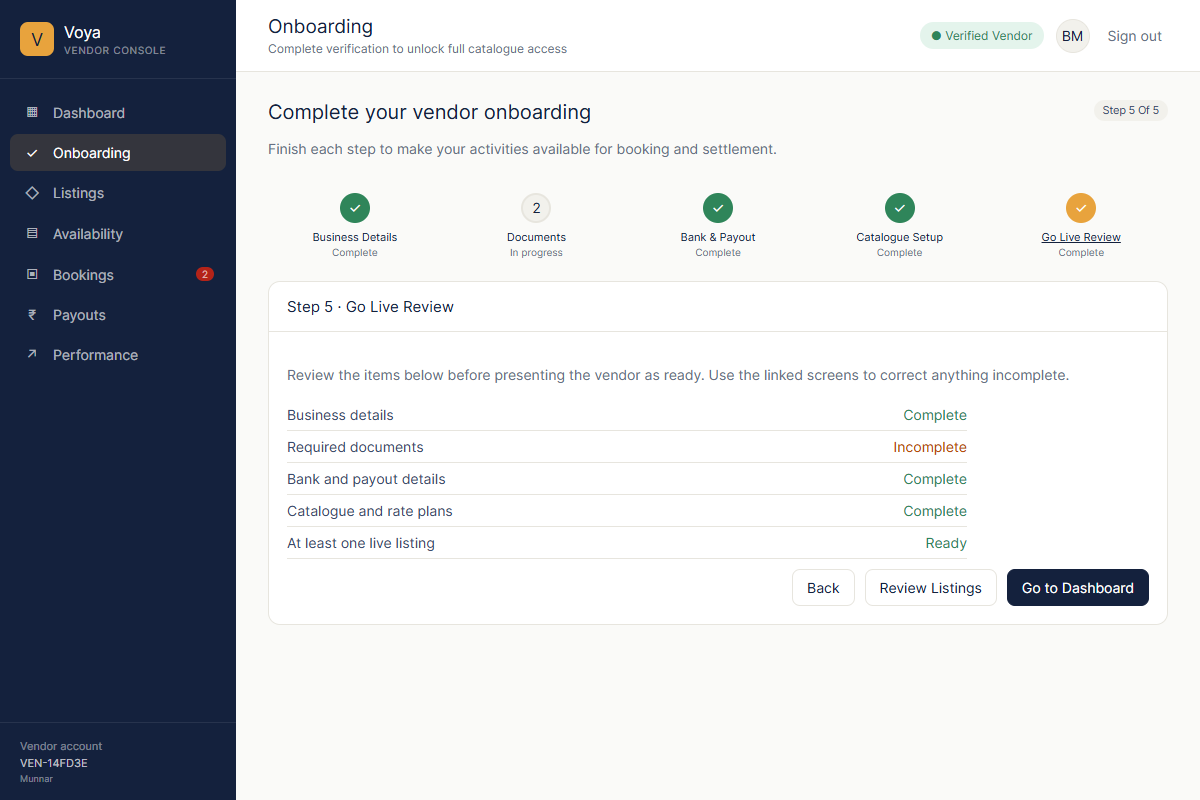 V
Voya
VENDOR CONSOLE
Dashboard
Onboarding
Listings
Availability
Bookings
2
₹
Payouts
Performance
Vendor account
VEN-14FD3E
Munnar
Onboarding
Complete verification to unlock full catalogue access
Verified Vendor
BM
Sign out
Complete your vendor onboarding
Step 5 Of 5
Finish each step to make your activities available for booking and settlement.
Business Details
Complete
2
Documents
In progress
Bank & Payout
Complete
Catalogue Setup
Complete
Go Live Review
Complete
Step 5 · Go Live Review
Review the items below before presenting the vendor as ready. Use the linked screens to correct anything incomplete.
Business details Complete
Required documents Incomplete
Bank and payout details Complete
Catalogue and rate plans Complete
At least one live listing Ready
Back
Review Listings
Go to Dashboard